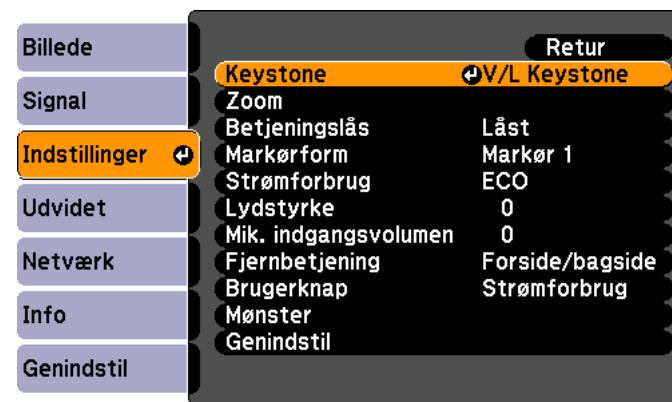 Billede
Signal
Indstillinger
Udvidet
Netværk
Info
Genindstil
Retur
Keystone V/L Keystone
Zoom
Betjeningslås Låst
Markørform Markør 1
Strømforbrug ECO
Lydstyrke 0
Mik. indgangsvolumen 0
Fjernbetjening Forside/bagside
Brugerknap Strømforbrug
Mønster
Genindstil